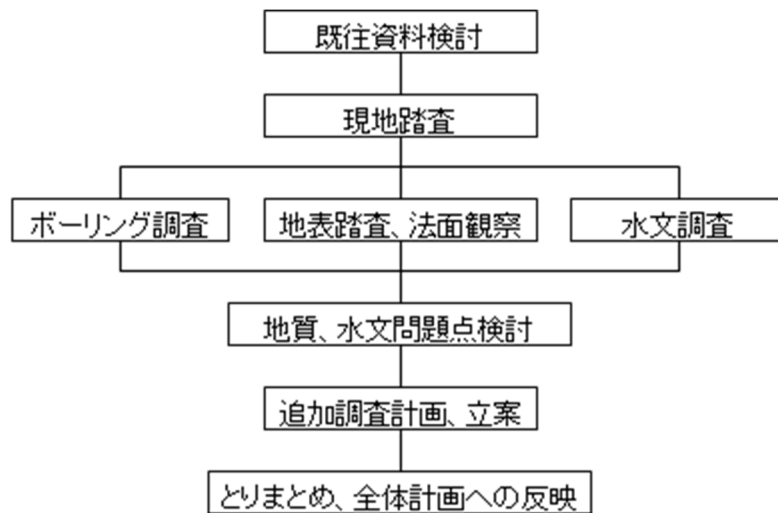 既往資料検討
現地踏査
ボーリング調査
地表踏査、法面観察
水文調査
地質、水文問題点検討
追加調査計画、立案
とりまとめ、全体計画への反映